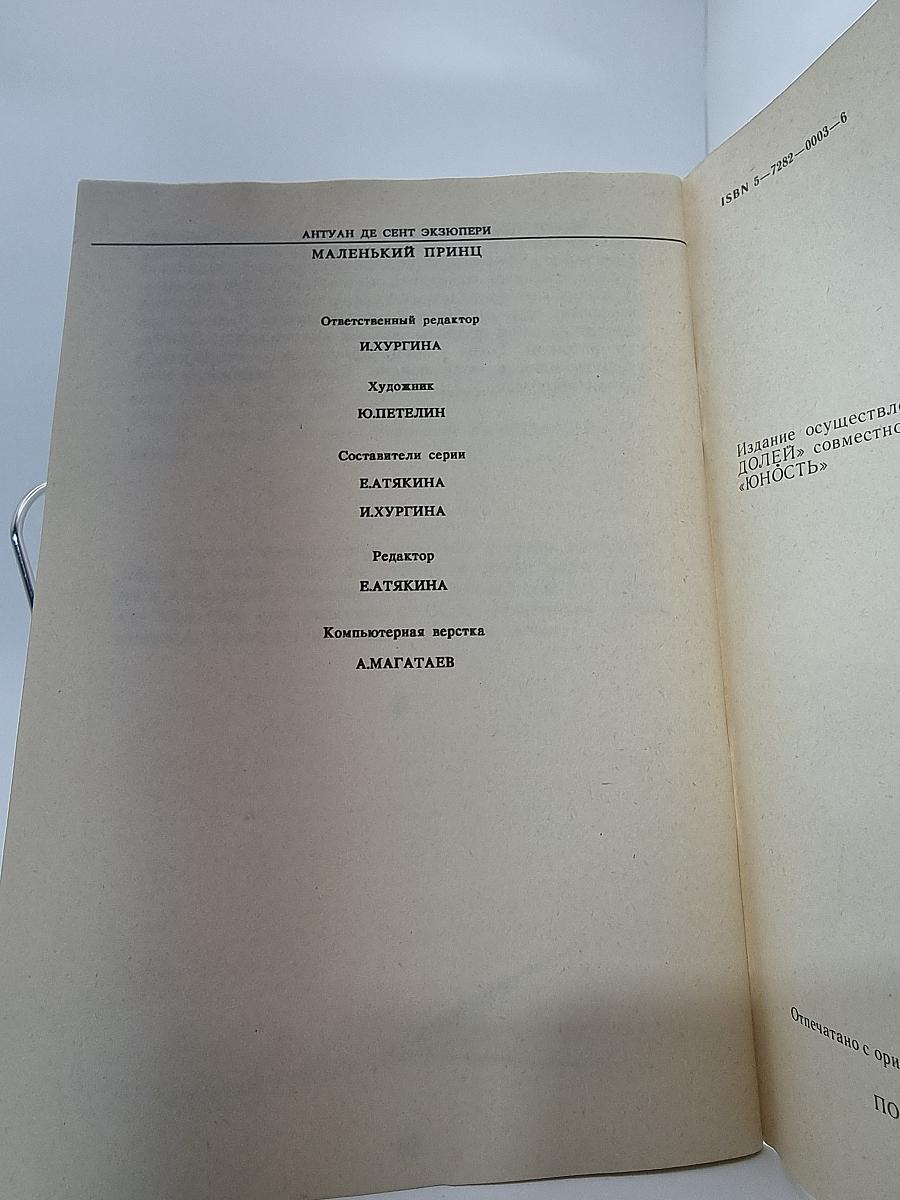 АНТУАН ДЕ СЕНТ ЭКЗЮПЕРИ
МАЛЕНЬКИЙ ПРИНЦ
Ответственный редактор
И.ХУРГИНА
Художник
Ю.ПЕТЕЛИН
Составители серии
Е.АТЯКИНА
И.ХУРГИНА
Редактор
Е.АТЯКИНА
Компьютерная верстка
А.МАГАТАЕВ
ISBN 5—7282—0003—6
Издание осуществле
ДОЛЕЙ» совместно
«ЮНОСТЬ»
Отпечатано с ори
ПО